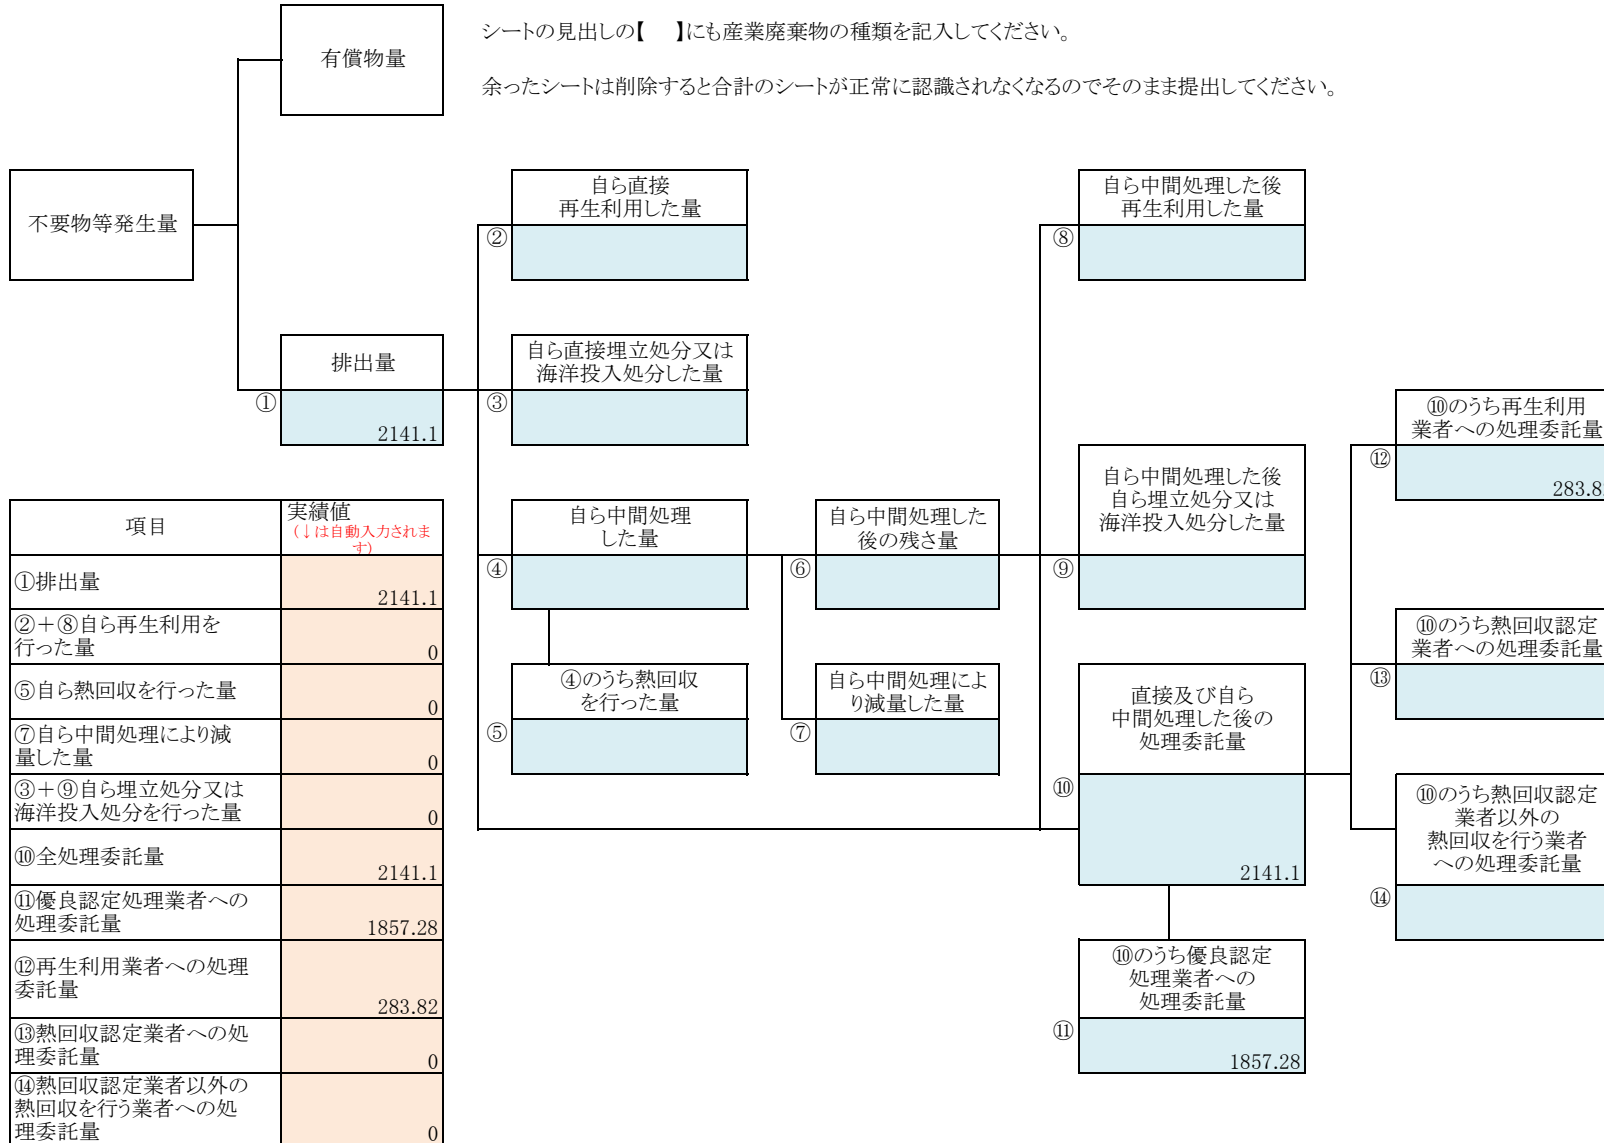 シートの見出しの【　】にも産業廃棄物の種類を記入してください。
余ったシートは削除すると合計のシートが正常に認識されなくなるのでそのまま提出してください。
有償物量
不要物等発生量
排出量
①
2141.1
自ら直接
再生利用した量
②
自ら直接埋立処分又は
海洋投入処分した量
③
自ら中間処理
した量
④
④のうち熱回収
を行った量
⑤
自ら中間処理した
後の残さ量
⑥
自ら中間処理によ
り減量した量
⑦
自ら中間処理した後
再生利用した量
⑧
自ら中間処理した後
自ら埋立処分又は
海洋投入処分した量
⑨
直接及び自ら
中間処理した後の
処理委託量
⑩
2141.1
⑩のうち優良認定
処理業者への
処理委託量
⑪
1857.28
⑩のうち再生利用
業者への処理委託量
⑫
283.8
⑩のうち熱回収認定
業者への処理委託量
⑬
⑩のうち熱回収認定
業者以外の
熱回収を行う業者
への処理委託量
⑭
項目
実績値
(↓は自動入力されま
す)
①排出量
2141.1
②＋⑧自ら再生利用を
行った量
0
⑤自ら熱回収を行った量
0
⑦自ら中間処理により減
量した量
0
③＋⑨自ら埋立処分又は
海洋投入処分を行った量
0
⑩全処理委託量
2141.1
⑪優良認定処理業者への
処理委託量
1857.28
⑫再生利用業者への処理
委託量
283.82
⑬熱回収認定業者への処
理委託量
0
⑭熱回収認定業者以外の
熱回収を行う業者への処
理委託量
0